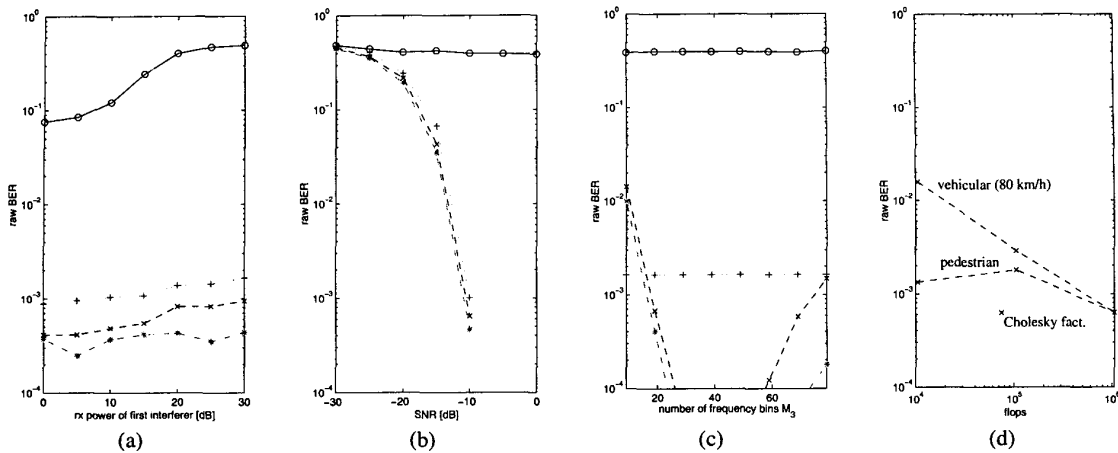 10^0
10^-1
10^-2
10^-3
10^-4
raw BER
0
10
20
30
rx power of first interferer [dB]
(a)
10^0
10^-1
10^-2
10^-3
10^-4
raw BER
-30
-20
-10
0
SNR [dB]
(b)
10^0
10^-1
10^-2
10^-3
10^-4
raw BER
20
40
60
80
number of frequency bins M_3
(c)
10^0
10^-1
10^-2
10^-3
10^-4
raw BER
vehicular (80 km/h)
pedestrian
Cholesky fact.
10^4
10^5
flops
(d)